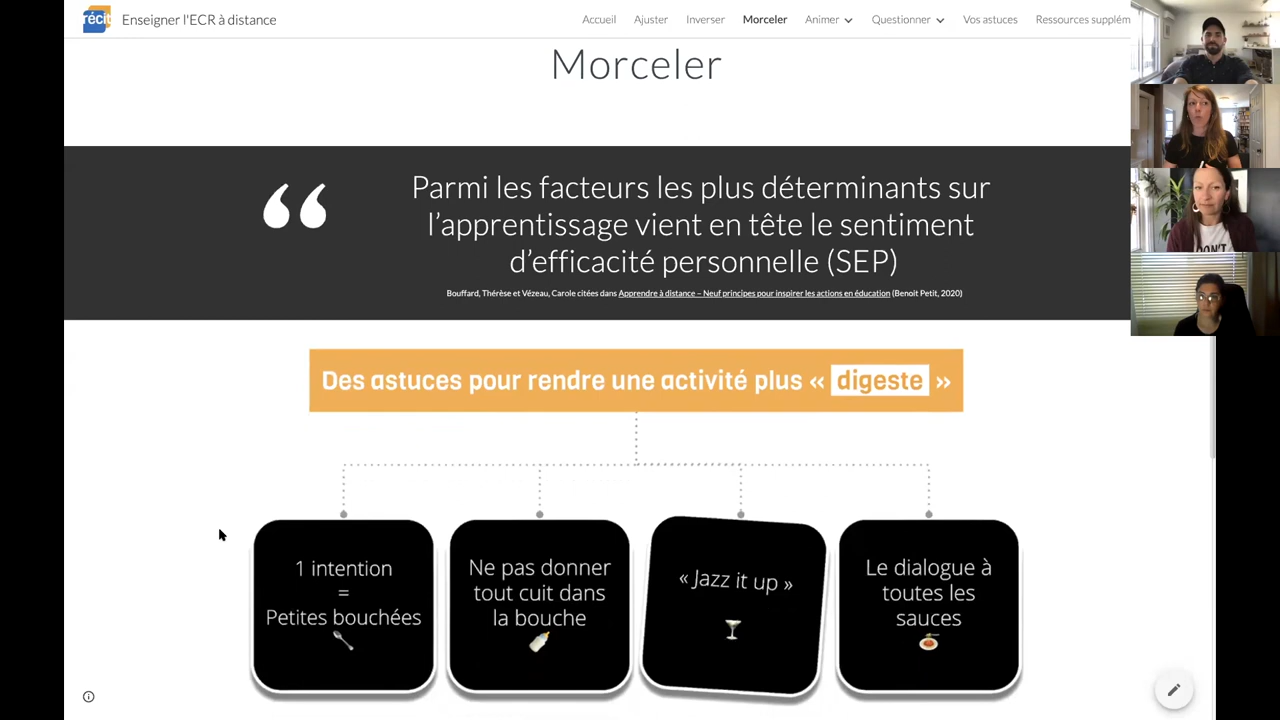 récit
Enseigner l'ECR à distance
Accueil Ajuster Inverser Morceler Animer Questionner Vos astuces Ressources supplém
Morceler
“
Parmi les facteurs les plus déterminants sur
l’apprentissage vient en tête le sentiment
d’efficacité personnelle (SEP)
Bouffard, Thérèse et Vézeau, Carole citées dans Apprendre à distance – Neuf principes pour inspirer les actions en éducation (Benoit Petit, 2020)
Des astuces pour rendre une activité plus « digeste »
1 intention
=
Petites bouchées
Ne pas donner
tout cuit dans
la bouche
« Jazz it up »
Le dialogue à
toutes les
sauces